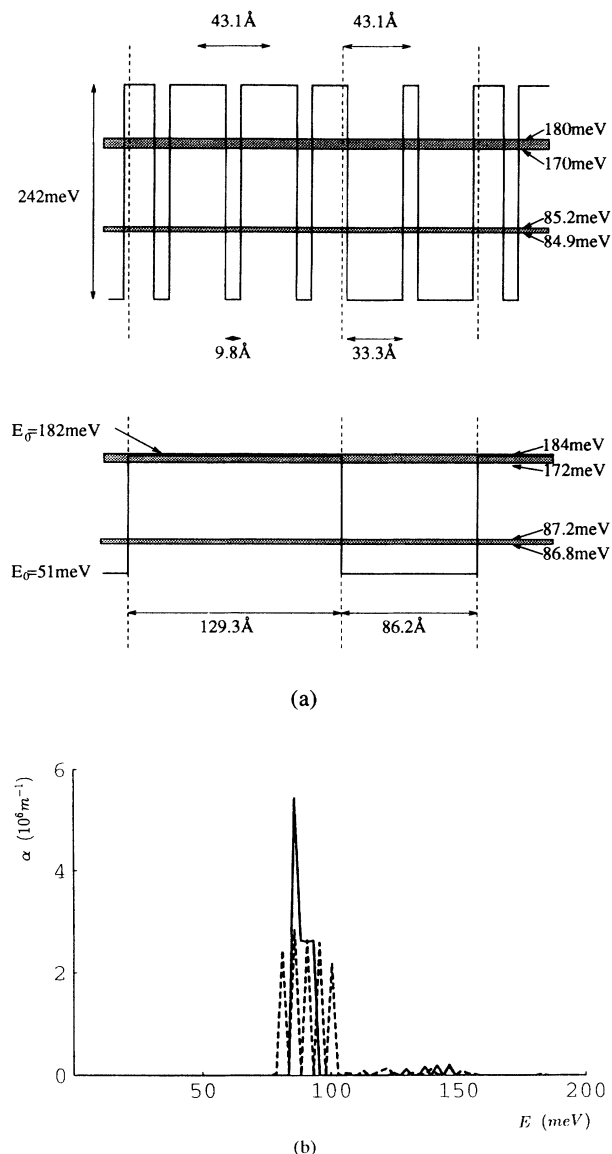 43.1Å 43.1Å
180meV
170meV
242meV
85.2meV
84.9meV
9.8Å 33.3Å
E₀=182meV
184meV
172meV
87.2meV
86.8meV
E₀=51meV
129.3Å 86.2Å
(a)
6
4
2
0
α (10⁶m⁻¹)
50 100 150 200
E (meV)
(b)